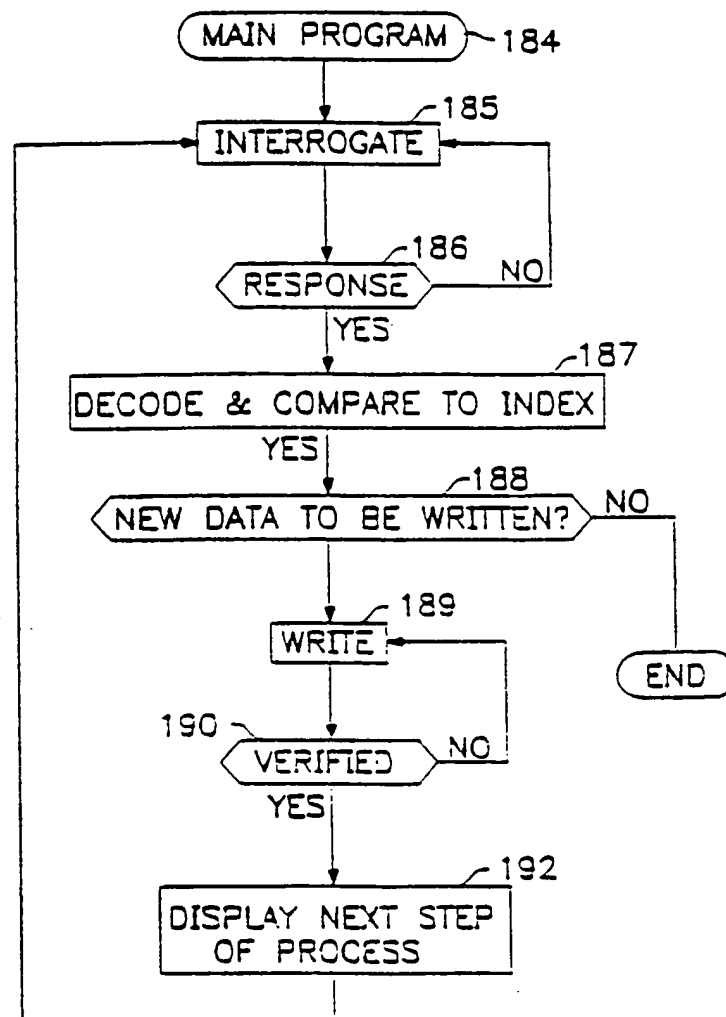 MAIN PROGRAM
184
185
INTERROGATE
186
RESPONSE
NO
YES
187
DECODE & COMPARE TO INDEX
YES
188
NEW DATA TO BE WRITTEN?
NO
189
WRITE
END
190
VERIFIED
NO
YES
192
DISPLAY NEXT STEP
OF PROCESS